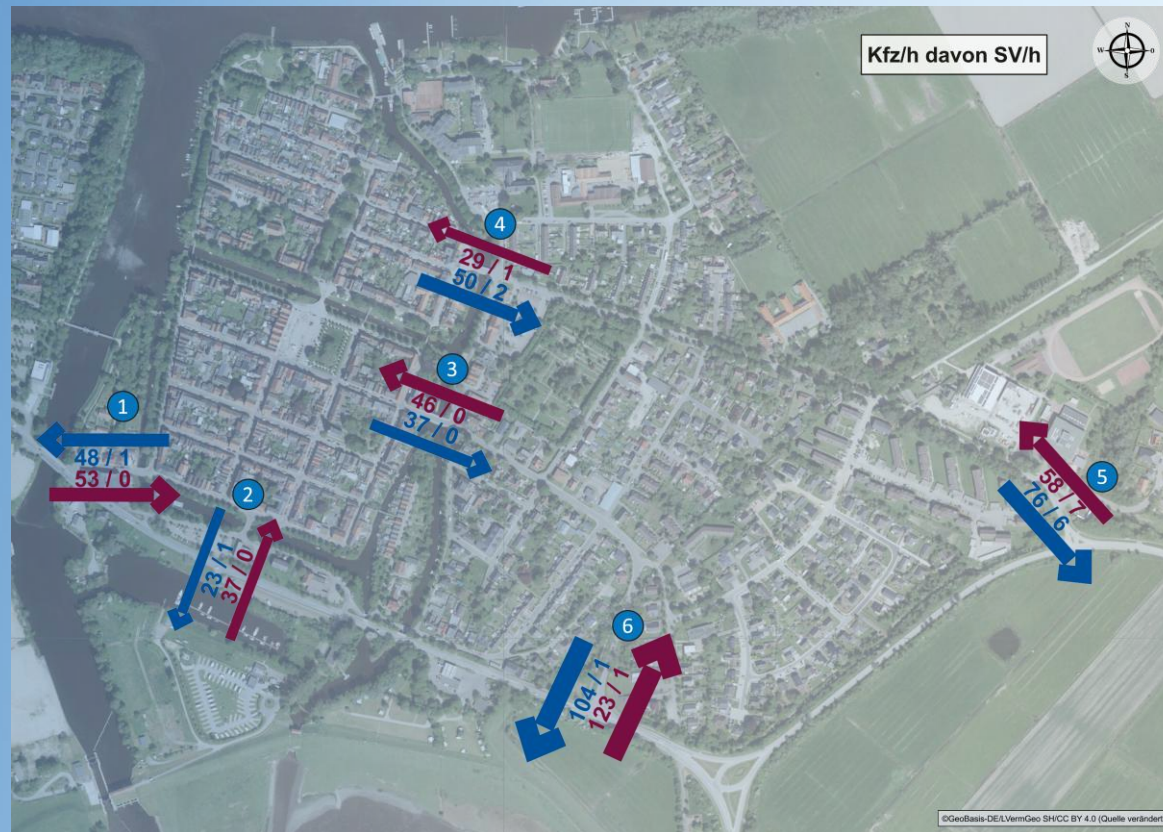 Kfz/h davon SV/h
N
W
O
S
4
29 / 1
50 / 2
3
46 / 0
37 / 0
1
48 / 1
53 / 0
2
23 / 1
37 / 0
5
58 / 7
76 / 6
6
104 / 1
123 / 1
©GeoBasis-DE/LVermGeo SH/CC BY 4.0 (Quelle verändert